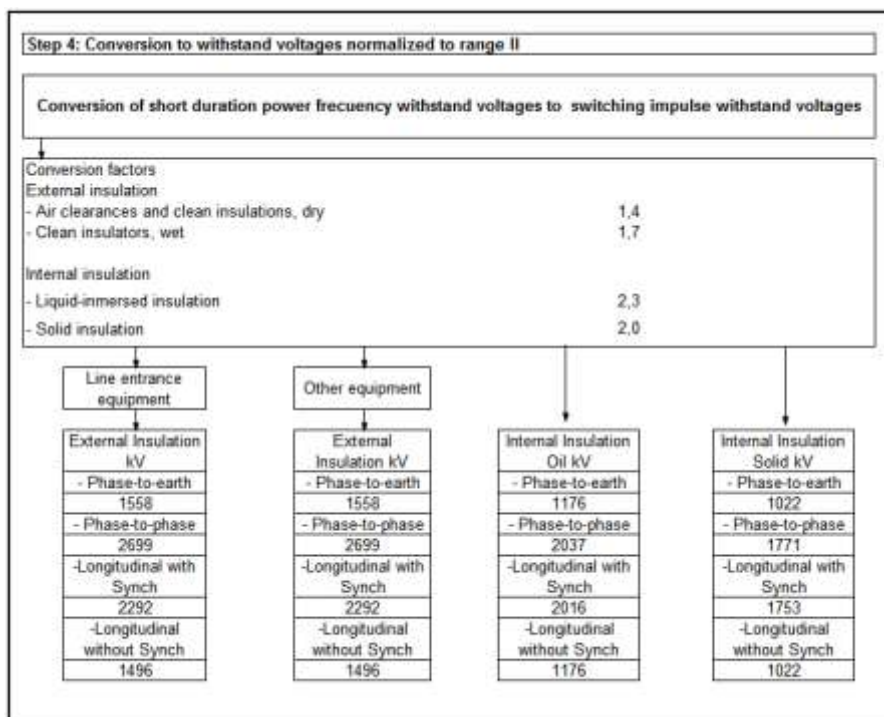 Step 4: Conversion to withstand voltages normalized to range II
Conversion of short duration power frecuency withstand voltages to switching impulse withstand voltages
Conversion factors
External insulation
- Air clearances and clean insulations, dry 1,4
- Clean insulators, wet 1,7
Internal insulation
- Liquid-inmersed insulation 2,3
- Solid insulation 2,0
Line entrance
equipment
External Insulation
kV
- Phase-to-earth
1558
- Phase-to-phase
2699
-Longitudinal with
Synch
2292
-Longitudinal
without Synch
1496
Other equipment
External
Insulation kV
- Phase-to-earth
1558
- Phase-to-phase
2699
-Longitudinal with
Synch
2292
-Longitudinal
without Synch
1496
Internal Insulation
Oil kV
- Phase-to-earth
1176
- Phase-to-phase
2037
-Longitudinal with
Synch
2016
-Longitudinal
without Synch
1176
Internal Insulation
Solid kV
- Phase-to-earth
1022
- Phase-to-phase
1771
-Longitudinal with
Synch
1753
-Longitudinal
without Synch
1022